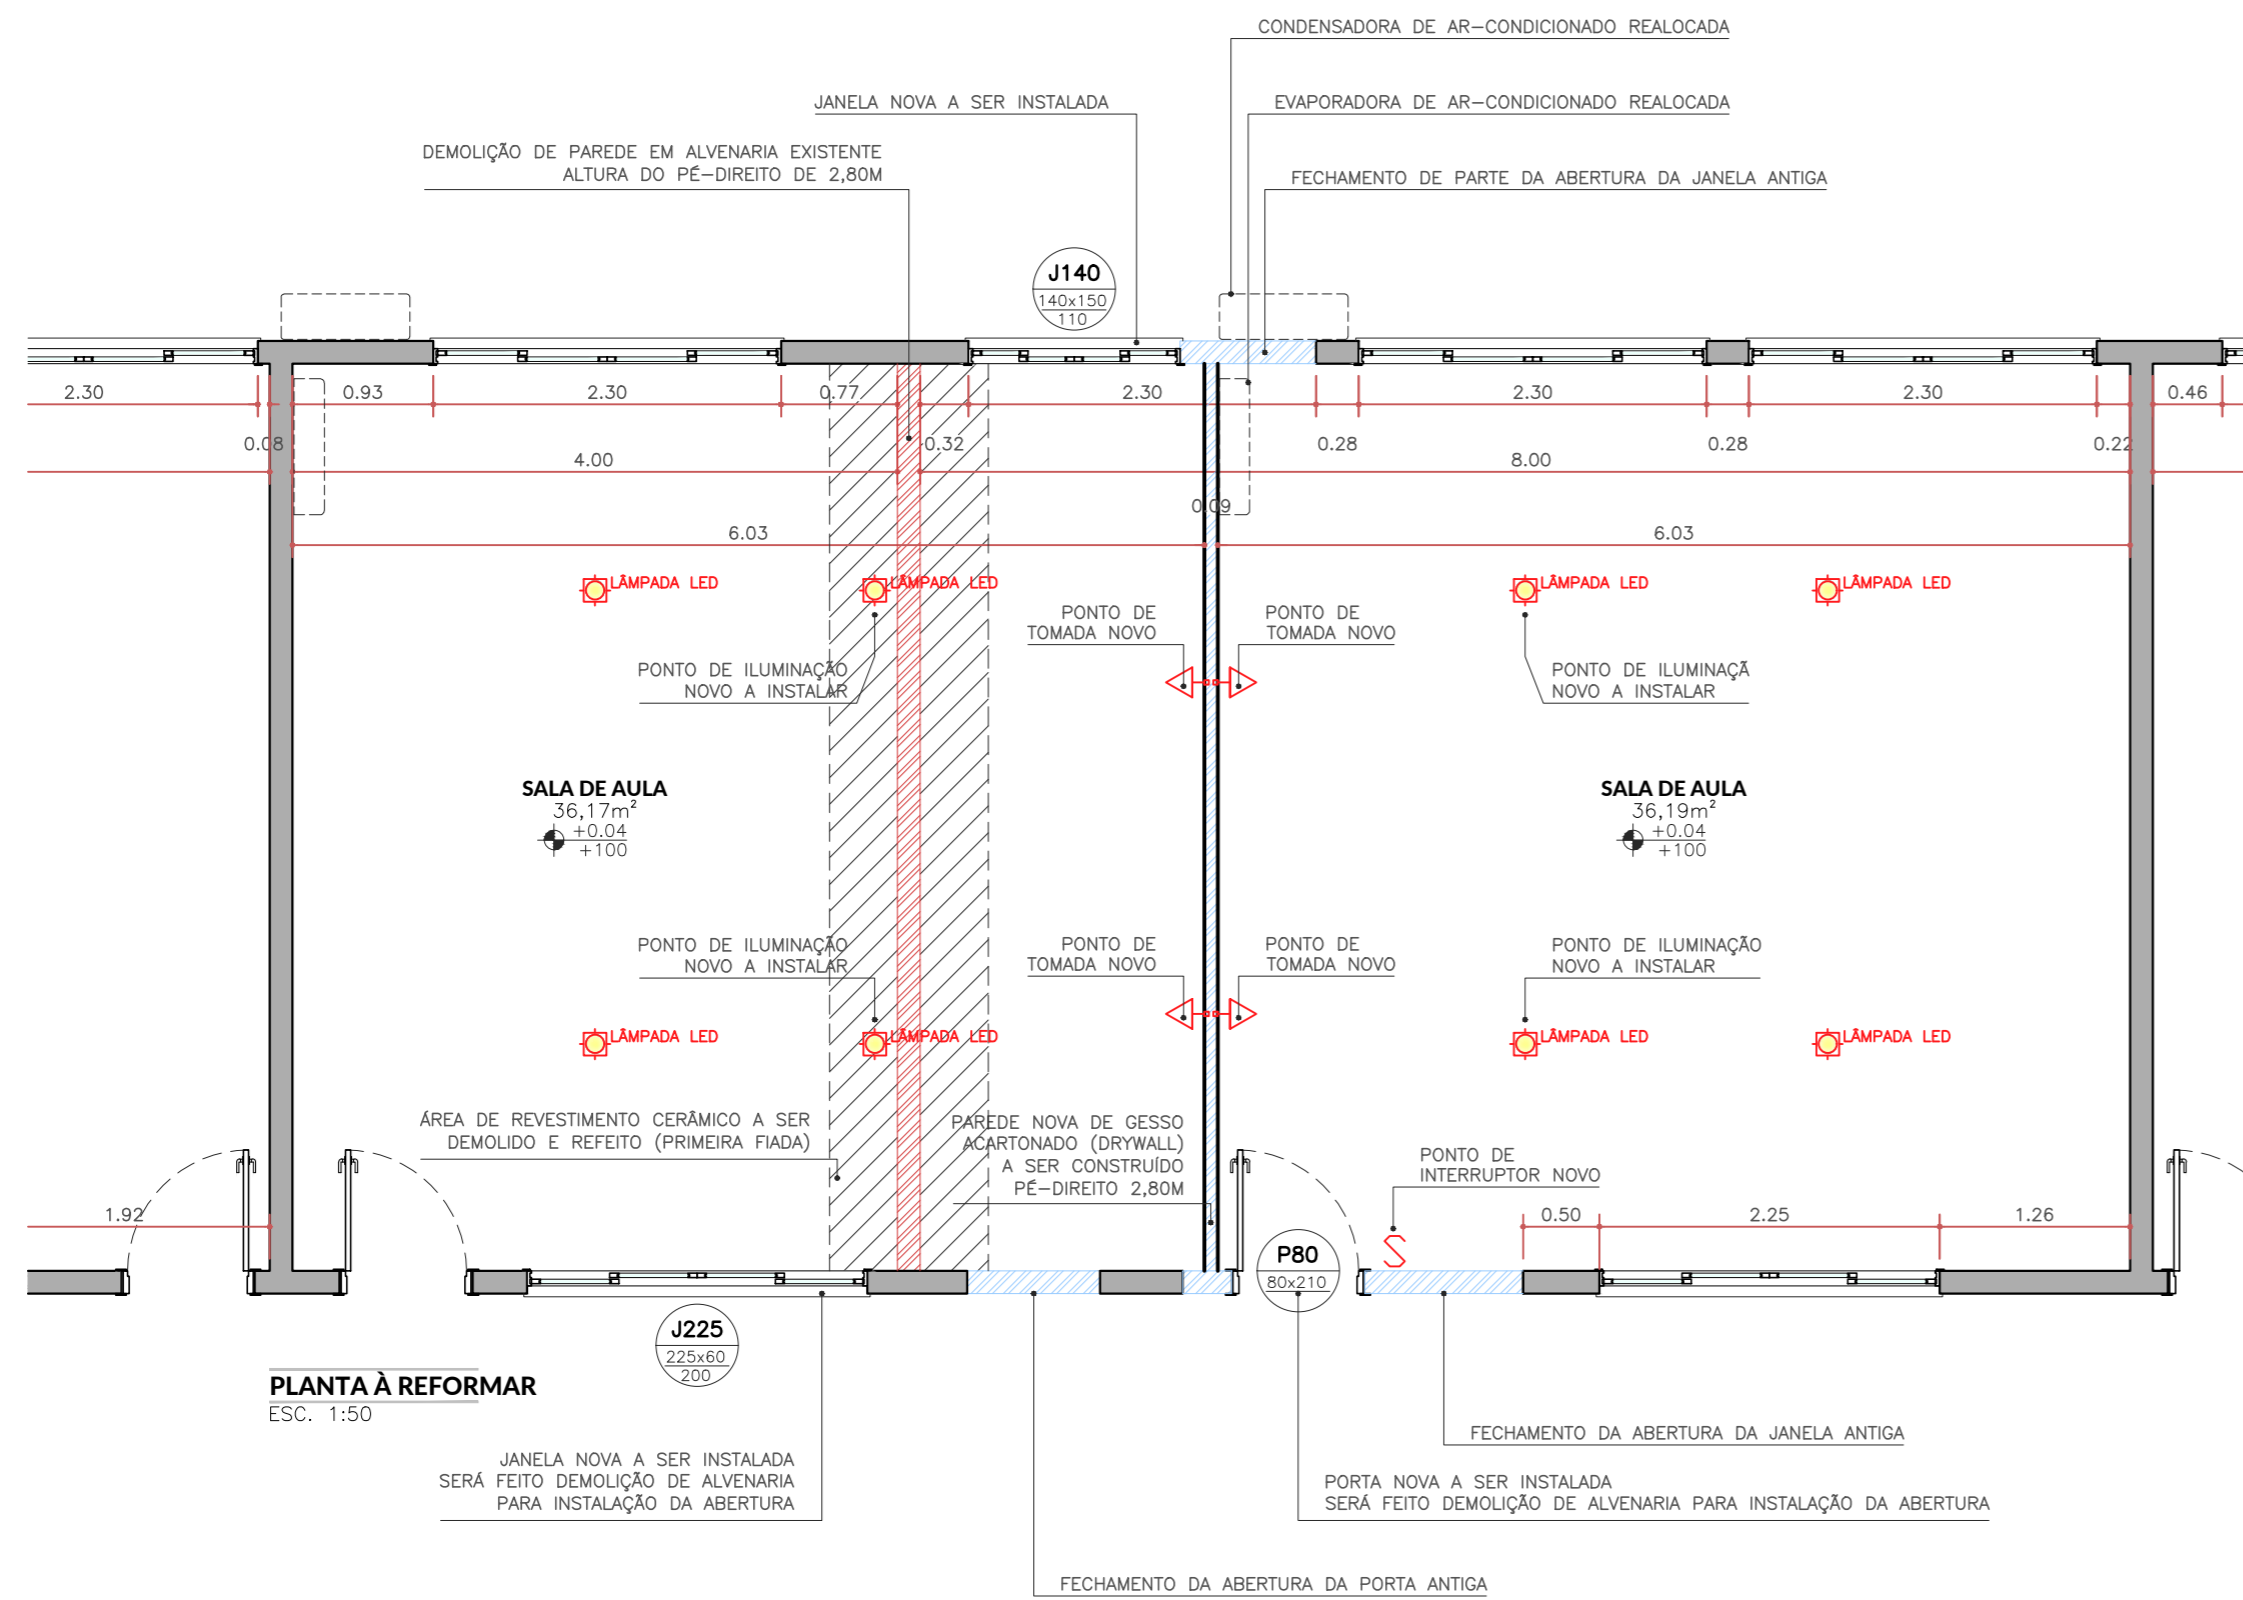 CONDENSADORA DE AR-CONDICIONADO REALOCADA
JANELA NOVA A SER INSTALADA
EVAPORADORA DE AR-CONDICIONADO REALOCADA
DEMOLIÇÃO DE PAREDE EM ALVENARIA EXISTENTE
ALTURA DO PÉ-DIREITO DE 2,80M
FECHAMENTO DE PARTE DA ABERTURA DA JANELA ANTIGA
J140
140x150
110
2.30
0.93
2.30
0.77
2.30
2.30
2.30
0.46
0.08
0.32
0.28
0.28
0.22
4.00
8.00
0.09
6.03
6.03
LÂMPADA LED
LÂMPADA LED
LÂMPADA LED
LÂMPADA LED
PONTO DE
TOMADA NOVO
PONTO DE
TOMADA NOVO
PONTO DE ILUMINAÇÃO
NOVO A INSTALAR
PONTO DE ILUMINAÇÃ
NOVO A INSTALAR
SALA DE AULA
36,17m²
+0.04
+100
SALA DE AULA
36,19m²
+0.04
+100
PONTO DE ILUMINAÇÃO
NOVO A INSTALAR
PONTO DE
TOMADA NOVO
PONTO DE
TOMADA NOVO
PONTO DE ILUMINAÇÃO
NOVO A INSTALAR
LÂMPADA LED
LÂMPADA LED
LÂMPADA LED
LÂMPADA LED
ÁREA DE REVESTIMENTO CERÂMICO A SER
DEMOLIDO E REFEITO (PRIMEIRA FIADA)
PAREDE NOVA DE GESSO
ACARTONADO (DRYWALL)
A SER CONSTRUÍDO
PÉ-DIREITO 2,80M
PONTO DE
INTERRUPTOR NOVO
1.92
0.50
2.25
1.26
S
P80
80x210
J225
225x60
200
PLANTA À REFORMAR
ESC. 1:50
FECHAMENTO DA ABERTURA DA JANELA ANTIGA
JANELA NOVA A SER INSTALADA
SERÁ FEITO DEMOLIÇÃO DE ALVENARIA
PARA INSTALAÇÃO DA ABERTURA
PORTA NOVA A SER INSTALADA
SERÁ FEITO DEMOLIÇÃO DE ALVENARIA PARA INSTALAÇÃO DA ABERTURA
FECHAMENTO DA ABERTURA DA PORTA ANTIGA